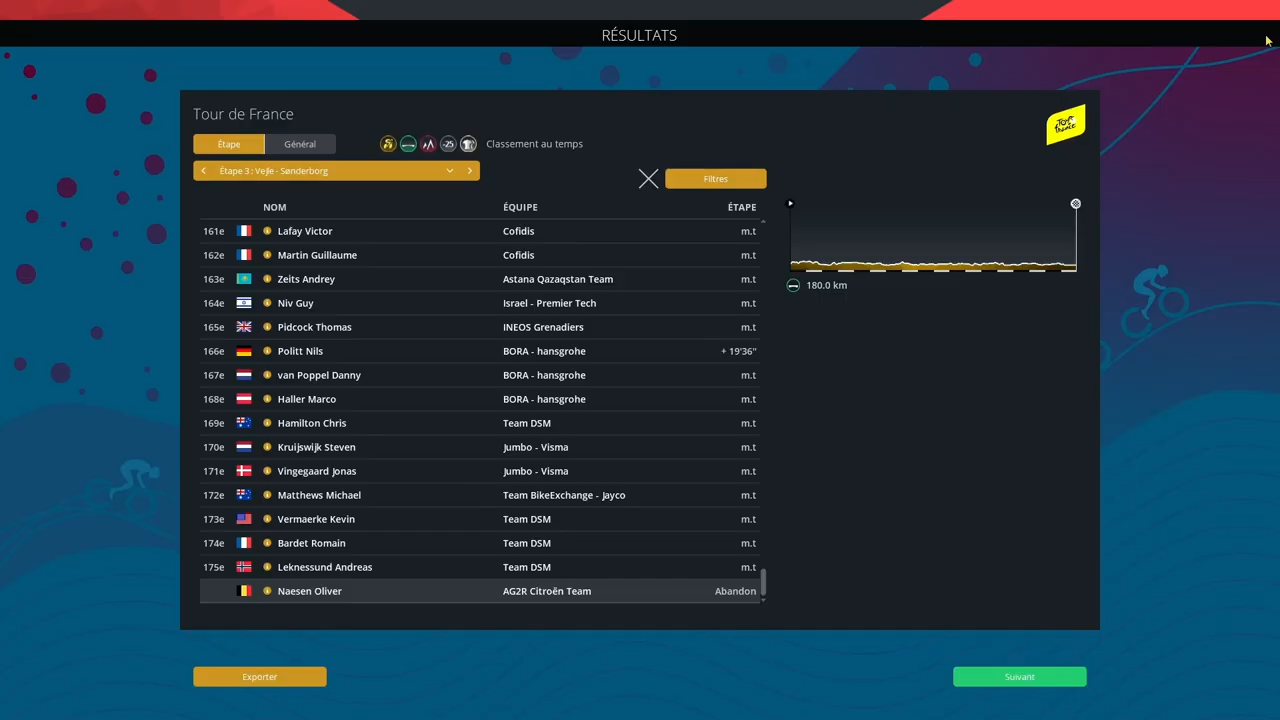 RÉSULTATS
Tour de France
Étape Général -25 Classement au temps
Étape 3 : Vejle - Sønderborg
Filtres
NOM ÉQUIPE ÉTAPE
161e Lafay Victor Cofidis m.t
162e Martin Guillaume Cofidis m.t
163e Zeits Andrey Astana Qazaqstan Team m.t
164e Niv Guy Israel - Premier Tech m.t
165e Pidcock Thomas INEOS Grenadiers m.t
166e Politt Nils BORA - hansgrohe + 19'36"
167e van Poppel Danny BORA - hansgrohe m.t
168e Haller Marco BORA - hansgrohe m.t
169e Hamilton Chris Team DSM m.t
170e Kruijswijk Steven Jumbo - Visma m.t
171e Vingegaard Jonas Jumbo - Visma m.t
172e Matthews Michael Team BikeExchange - Jayco m.t
173e Vermaerke Kevin Team DSM m.t
174e Bardet Romain Team DSM m.t
175e Leknessund Andreas Team DSM m.t
Naesen Oliver AG2R Citroën Team Abandon
Tour de France
180.0 km
Exporter
Suivant